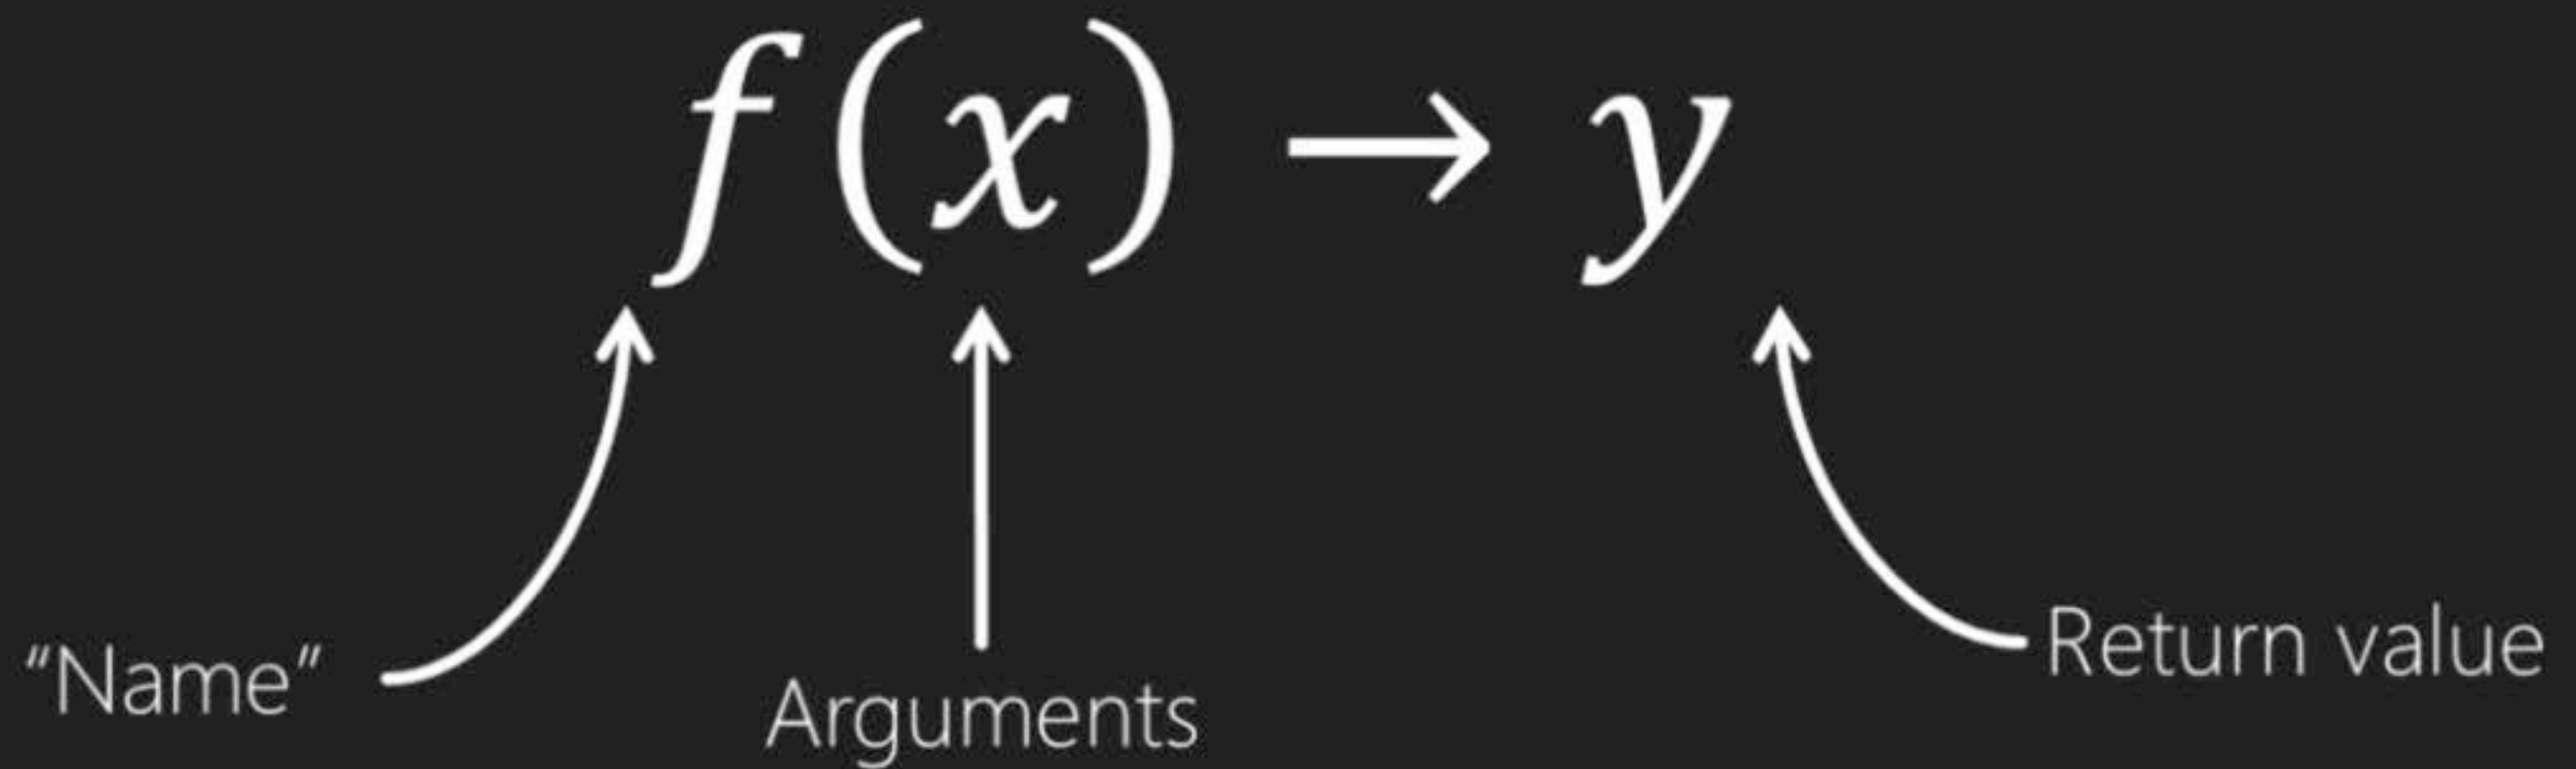 f(x) → y
"Name"
Arguments
Return value